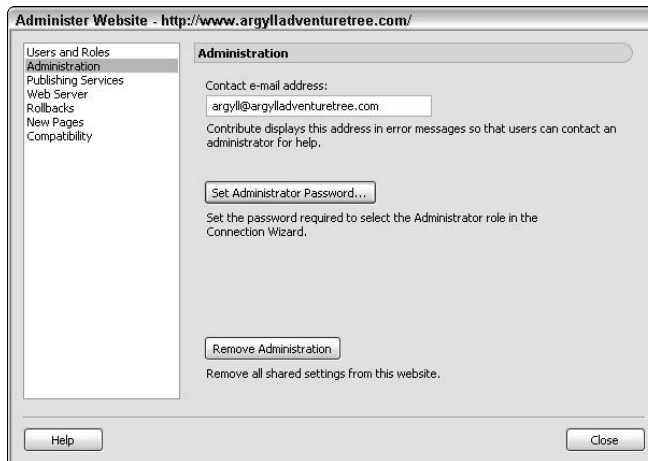 Administer Website - http://www.argylladventuretree.com/
Users and Roles
Administration
Publishing Services
Web Server
Rollbacks
New Pages
Compatibility
Administration
Contact e-mail address:
argyll@argylladventuretree.com
Contribute displays this address in error messages so that users can contact an
administrator for help.
Set Administrator Password...
Set the password required to select the Administrator role in the
Connection Wizard.
Remove Administration
Remove all shared settings from this website.
Help
Close